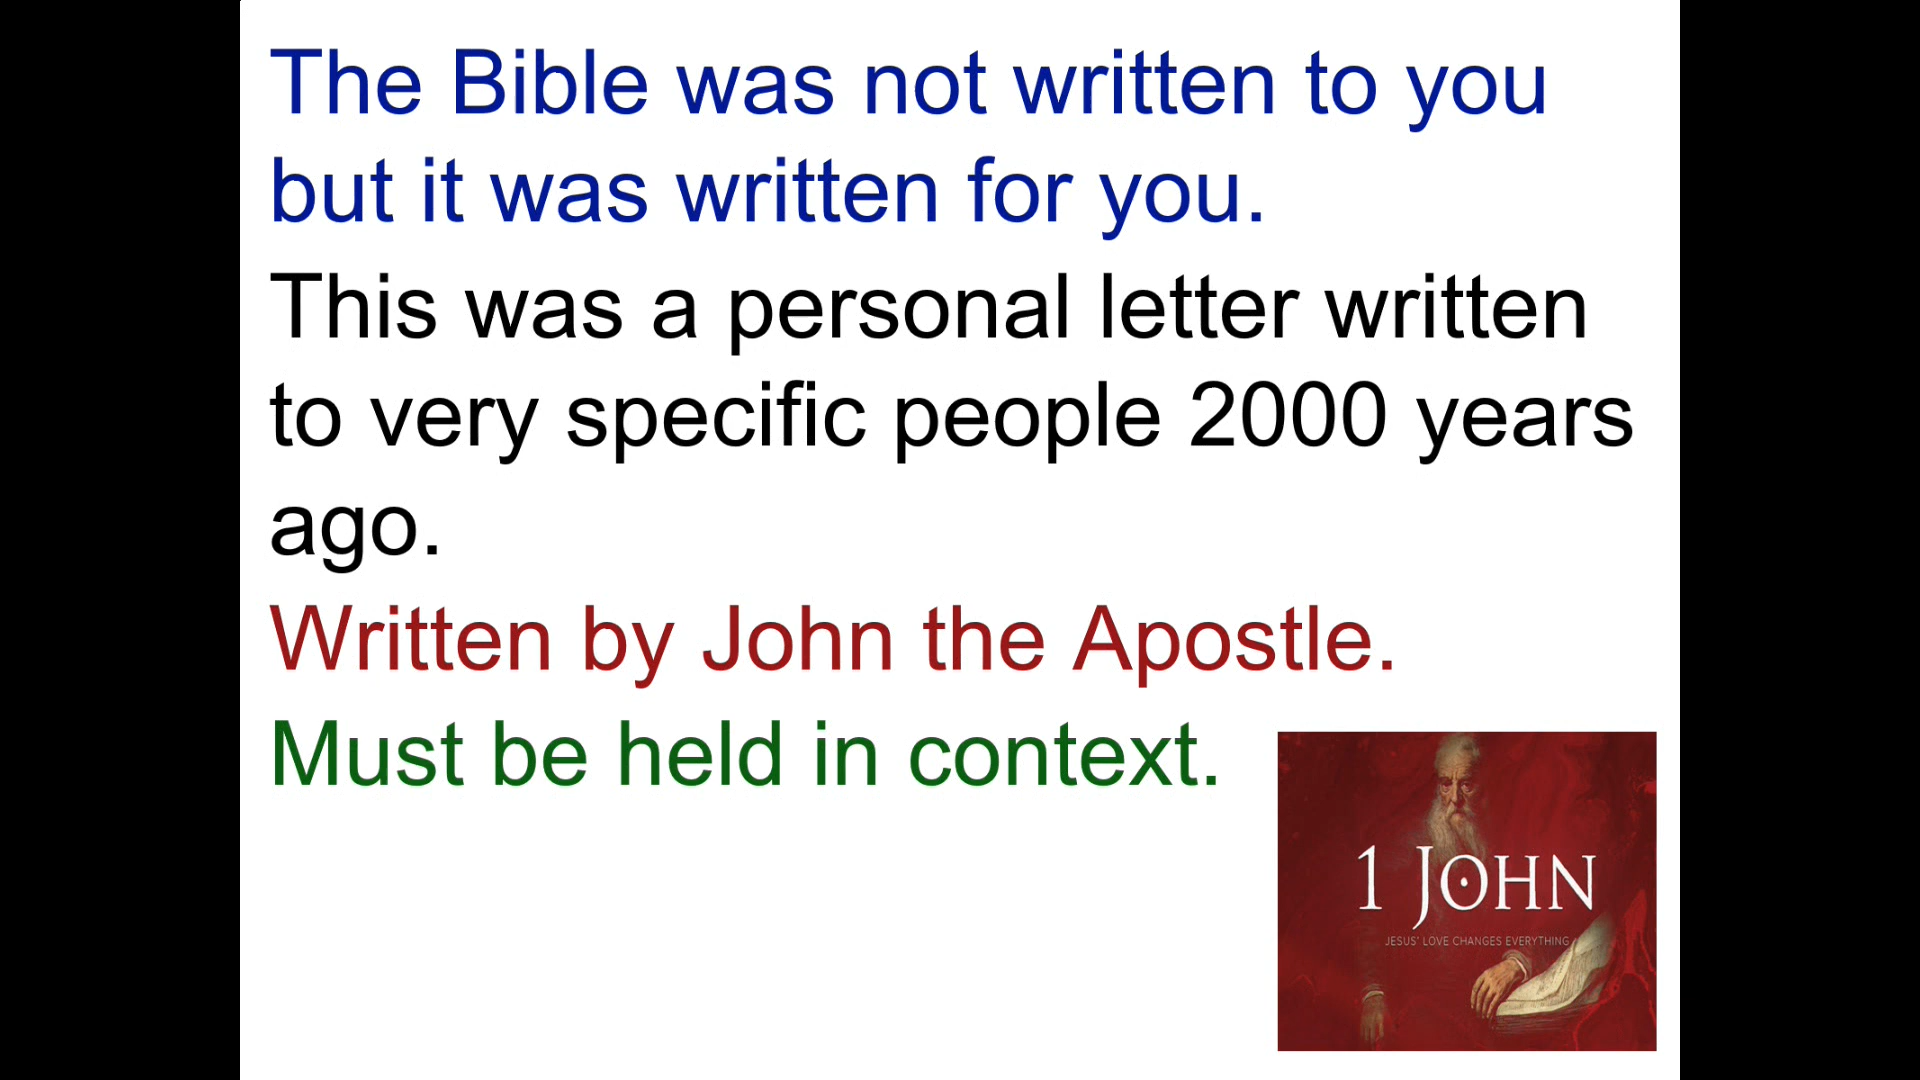 The Bible was not written to you
but it was written for you.
This was a personal letter written
to very specific people 2000 years
ago.
Written by John the Apostle.
Must be held in context.
1 JOHN
JESUS' LOVE CHANGES EVERYTHING